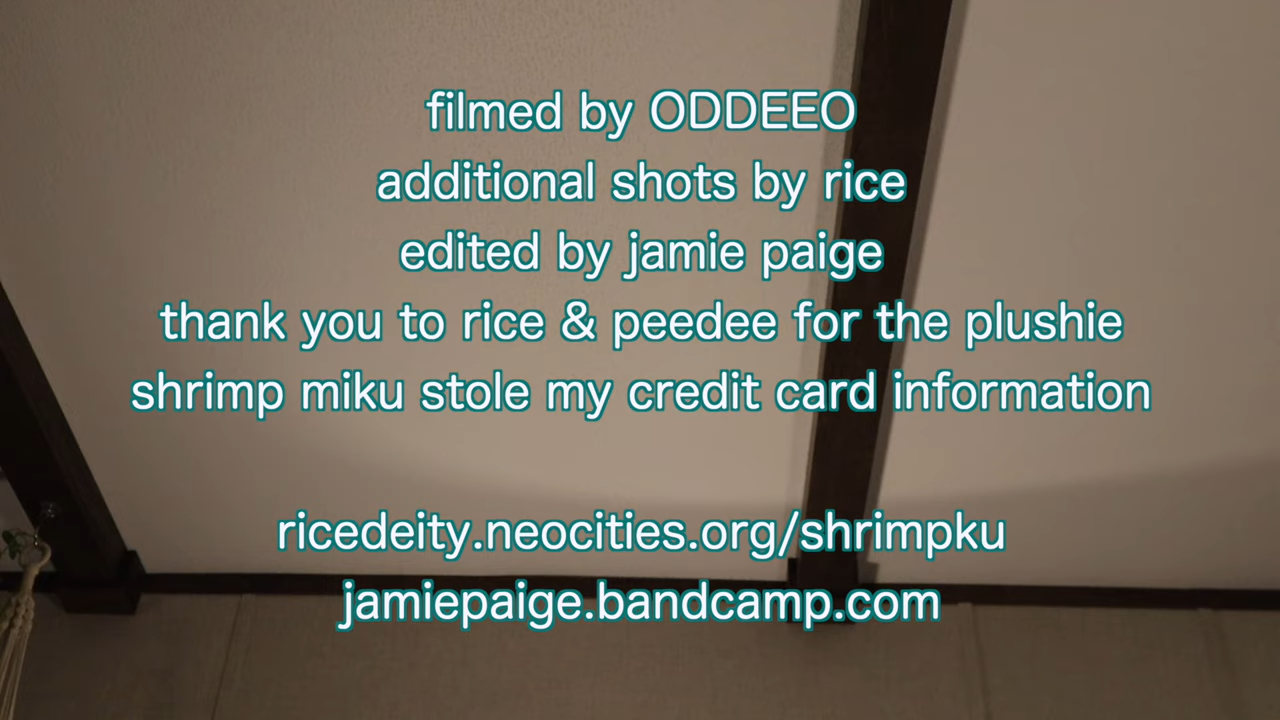 filmed by ODDEEO
additional shots by rice
edited by jamie paige
thank you to rice & peedee for the plushie
shrimp miku stole my credit card information
ricedeity.neocities.org/shrimpku
jamiepaige.bandcamp.com